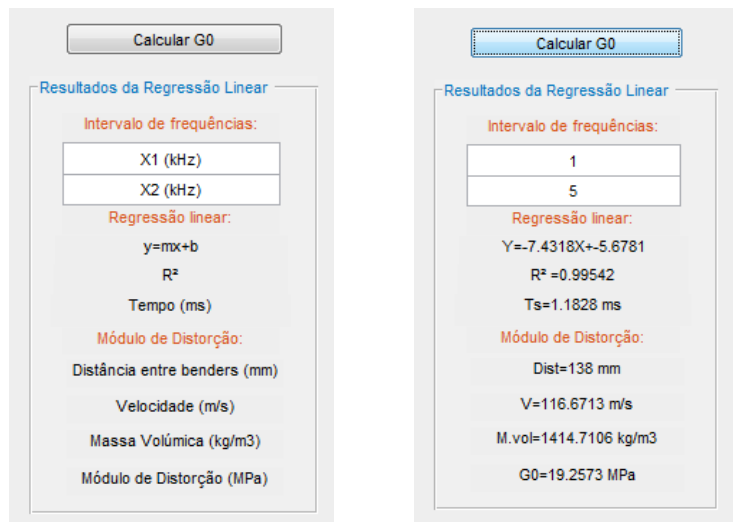 Calcular G0
Resultados da Regressão Linear
Intervalo de frequências:
X1 (kHz)
X2 (kHz)
Regressão linear:
y=mx+b
R²
Tempo (ms)
Módulo de Distorção:
Distância entre benders (mm)
Velocidade (m/s)
Massa Volúmica (kg/m3)
Módulo de Distorção (MPa)
Calcular G0
Resultados da Regressão Linear
Intervalo de frequências:
1
5
Regressão linear:
Y=-7.4318X+-5.6781
R² =0.99542
Ts=1.1828 ms
Módulo de Distorção:
Dist=138 mm
V=116.6713 m/s
M.vol=1414.7106 kg/m3
G0=19.2573 MPa